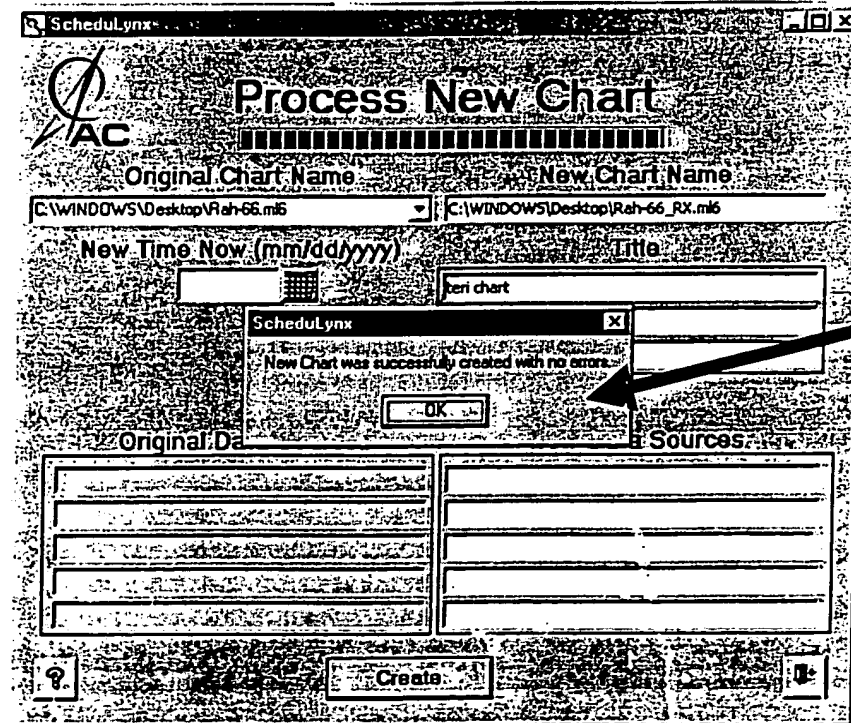 ScheduLynx
AC
Process New Chart
Original Chart Name
New Chart Name
C:\WINDOWS\Desktop\Rah-66.ml6
C:\WINDOWS\Desktop\Rah-66_RX.ml6
New Time Now (mm/dd/yyyy)
Title
teri chart
ScheduLynx
New Chart was successfully created with no errors.
OK
Original Da
Sources
?
Create